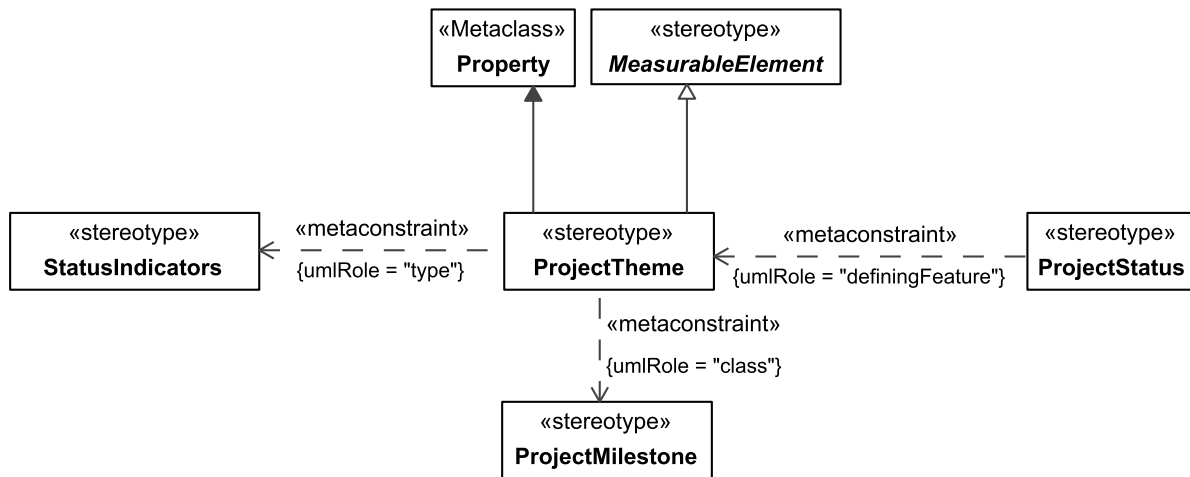 «Metaclass»
Property
«stereotype»
MeasurableElement
«stereotype»
StatusIndicators
«metaconstraint»
{umlRole = "type"}
«stereotype»
ProjectTheme
«metaconstraint»
{umlRole = "definingFeature"}
«stereotype»
ProjectStatus
«metaconstraint»
{umlRole = "class"}
«stereotype»
ProjectMilestone